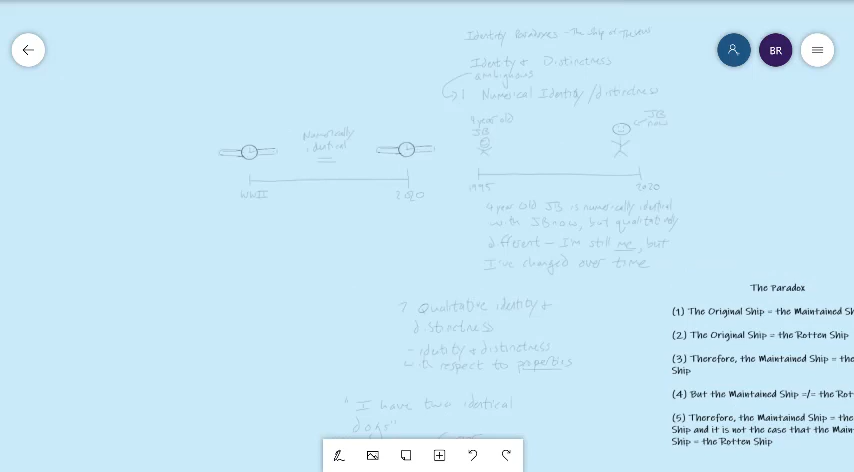 Identity Paradoxes - The Ship of Theseus
BR
Identity & Distinctness
ambiguous
1 Numerical Identity/distinctness
4 year old
JB
JB
now
Numerically
identical
WWII
2020
1995
2020
4 year old JB is numerically identical
with JB now, but qualitatively
different - I'm still me, but
I've changed over time
The Paradox
(1) The Original Ship = the Maintained Sh
(2) The Original Ship = the Rotten Ship
(3) Therefore, the Maintained Ship = the
Ship
(4) But the Maintained Ship =/= the Rot
(5) Therefore, the Maintained Ship = the
Ship and it is not the case that the Main
Ship = the Rotten Ship
? Qualitative identity &
distinctness
- identity & distinctness
with respect to properties
"I have two identical
dogs"